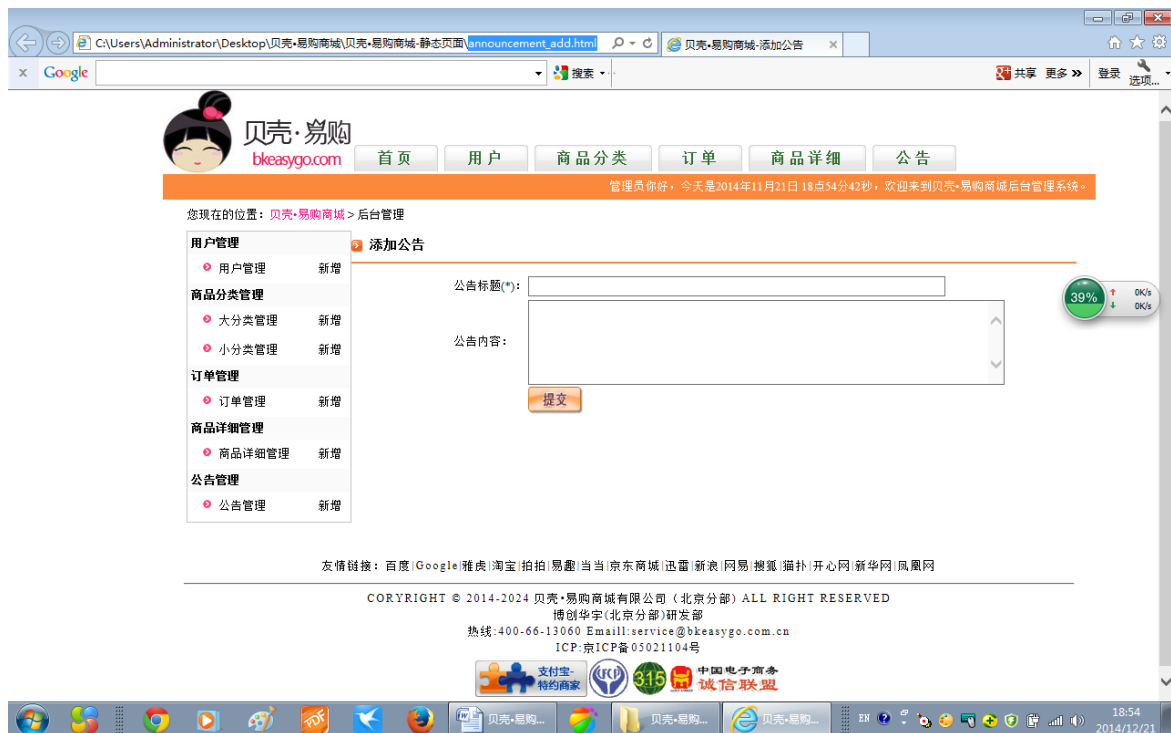 C:\Users\Administrator\Desktop\贝壳•易购商城\贝壳•易购商城-静态页面\announcement_add.html
贝壳•易购商城-添加公告
Google
搜索
共享 更多 »
登录
选项...
贝壳·易购
bkeasygo.com
首页 用户 商品分类 订单 商品详细 公告
管理员你好，今天是2014年11月21日 18点54分42秒，欢迎来到贝壳•易购商城后台管理系统。
您现在的位置：贝壳•易购商城 > 后台管理
用户管理
用户管理 新增
商品分类管理
大分类管理 新增
小分类管理 新增
订单管理
订单管理 新增
商品详细管理
商品详细管理 新增
公告管理
公告管理 新增
添加公告
公告标题(*):
公告内容:
提交
39%
0K/s
0K/s
友情链接：百度|Google|雅虎|淘宝|拍拍|易趣|当当|京东商城|迅雷|新浪|网易|搜狐|猫扑|开心网|新华网|凤凰网
CORYRIGHT © 2014-2024 贝壳•易购商城有限公司（北京分部）ALL RIGHT RESERVED
博创华宇(北京分部)研发部
热线:400-66-13060 Emaill:service@bkeasygo.com.cn
ICP:京ICP备05021104号
支付宝-
特约商家
315
中国电子商务
诚信联盟
PDF
贝壳•易购...
贝壳•易购...
贝壳•易购...
EN
18:54
2014/12/21